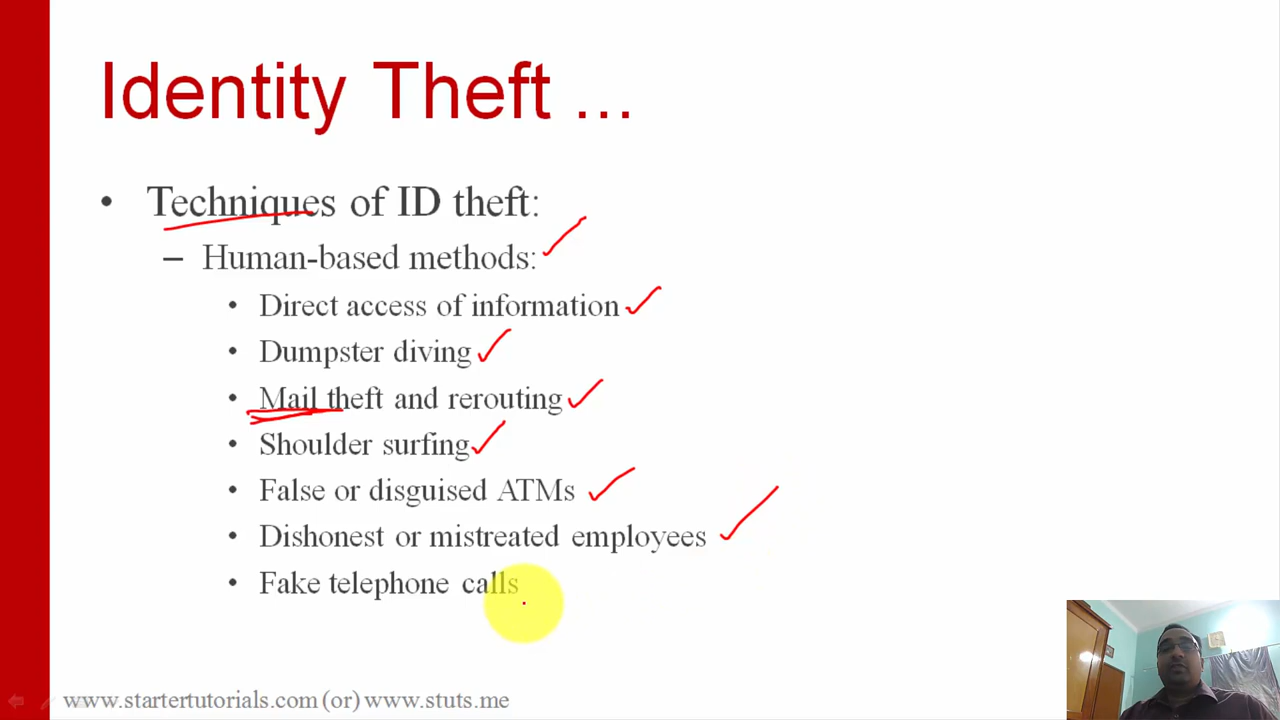 Identity Theft ...
• Techniques of ID theft:
– Human-based methods:
• Direct access of information
• Dumpster diving
• Mail theft and rerouting
• Shoulder surfing
• False or disguised ATMs
• Dishonest or mistreated employees
• Fake telephone calls
www.startertutorials.com (or) www.stuts.me